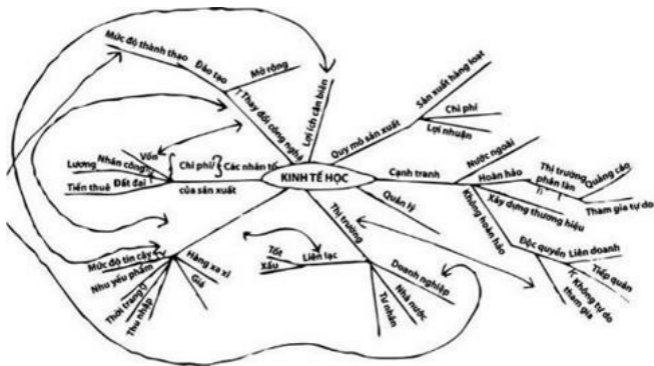 Mức độ thành thạo
Đào tạo
Mở rộng
Thay đổi công nghệ
Lợi ích cận biên
Quy mô sản xuất
Sản xuất hàng loạt
Chi phí
Lợi nhuận
Vốn
Lương
Nhân công
Tiền thuê
Đất đai
Chi phí
Các nhân tố
của sản xuất
KINH TẾ HỌC
Cạnh tranh
Nước ngoài
Hoàn hảo
Thị trường
phân tán
Quảng cáo
Tham gia tự do
Xây dựng thương hiệu
Không hoàn hảo
Độc quyền
Liên doanh
Tiếp quản
Không tự do
tham gia
Quản lý
Thị trường
Liên lạc
Tốt
Xấu
Doanh nghiệp
Nhà nước
Tư nhân
Mức độ tin cậy
Nhu yếu phẩm
Thời trang
Thu nhập
Hàng xa xỉ
Giá